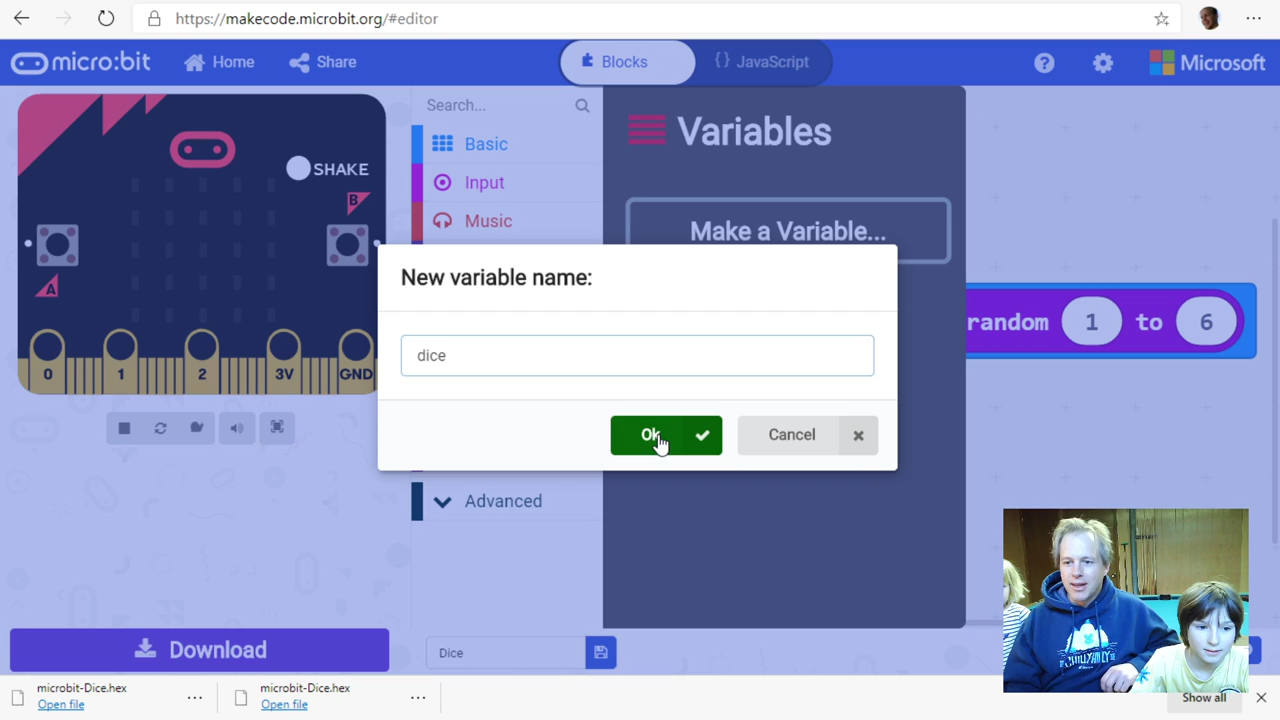 https://makecode.microbit.org/#editor
micro:bit
Home
Share
Blocks
{} JavaScript
Microsoft
SHAKE
B
A
0
1
2
3V
GND
Search...
Basic
Input
Music
Advanced
Variables
Make a Variable...
random 1 to 6
New variable name:
dice
Ok
Cancel
Download
Dice
microbit-Dice.hex
Open file
microbit-Dice.hex
Open file
Show all